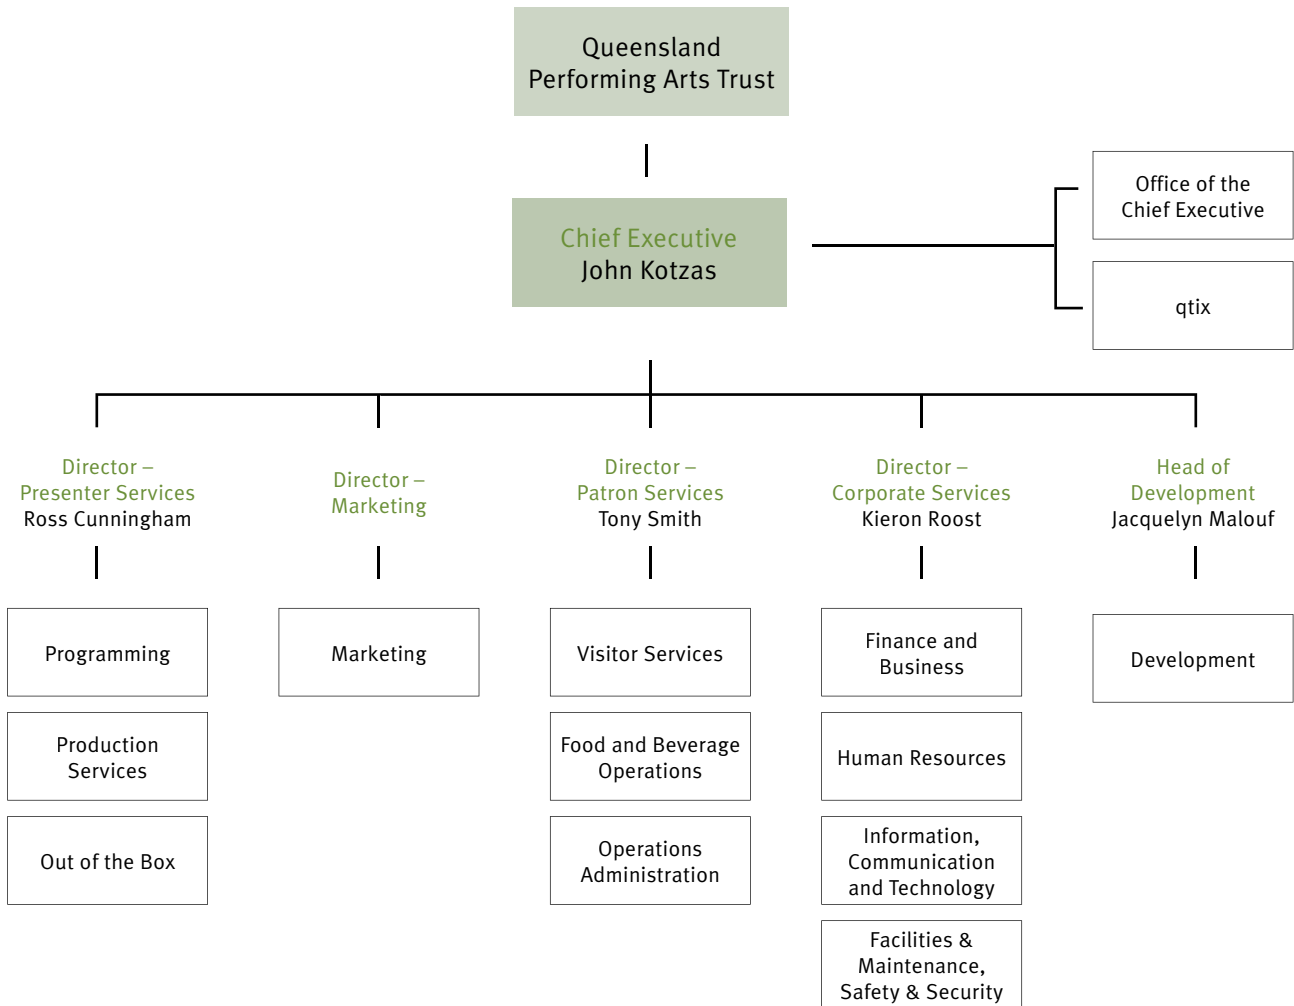 Queensland
Performing Arts Trust
Chief Executive
John Kotzas
Office of the
Chief Executive
qtix
Director –
Presenter Services
Ross Cunningham
Director –
Marketing
Director –
Patron Services
Tony Smith
Director –
Corporate Services
Kieron Roost
Head of
Development
Jacquelyn Malouf
Programming
Production
Services
Out of the Box
Marketing
Visitor Services
Food and Beverage
Operations
Operations
Administration
Finance and
Business
Human Resources
Information,
Communication
and Technology
Facilities &
Maintenance,
Safety & Security
Development